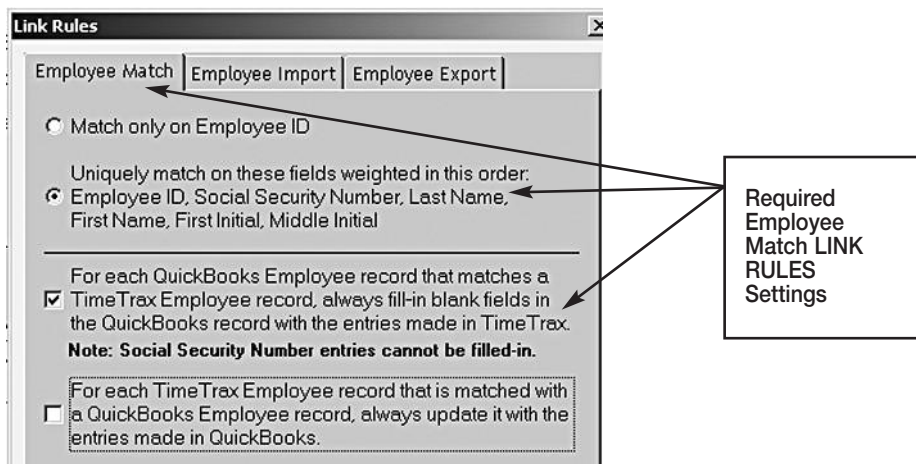 Link Rules
Employee Match
Employee Import
Employee Export
Match only on Employee ID
Uniquely match on these fields weighted in this order:
Employee ID, Social Security Number, Last Name,
First Name, First Initial, Middle Initial
For each QuickBooks Employee record that matches a
TimeTrax Employee record, always fill-in blank fields in
the QuickBooks record with the entries made in TimeTrax.
Note: Social Security Number entries cannot be filled-in.
For each TimeTrax Employee record that is matched with
a QuickBooks Employee record, always update it with the
entries made in QuickBooks.
Required
Employee
Match LINK
RULES
Settings